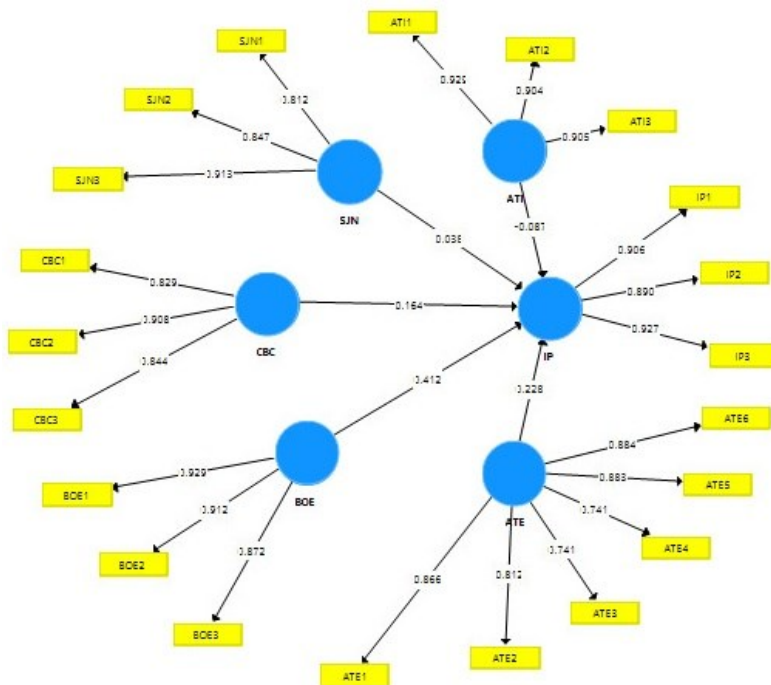 ATI1
SJN1
ATI2
0.925
0.904
SJN2
0.812
ATI3
0.905
0.847
SJN3
0.913
IP1
ATI
SJN
-0.087
0.906
0.038
CBC1
IP2
0.829
0.890
CBC2
0.908
0.164
0.927
CBC
IP
IP3
0.844
0.412
0.228
CBC3
ATE6
0.884
0.929
0.883
ATE5
BOE1
BOE
0.912
ATE
0.741
0.741
ATE4
BOE2
0.872
0.866
0.812
ATE3
BOE3
ATE2
ATE1